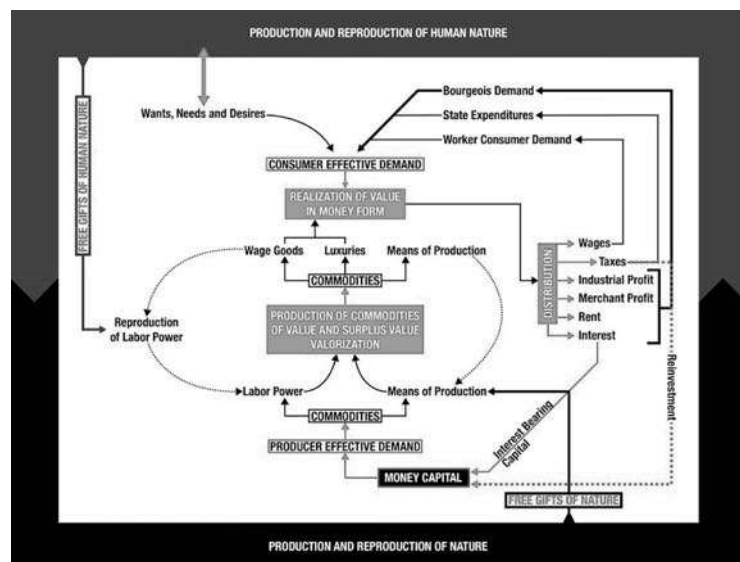 PRODUCTION AND REPRODUCTION OF HUMAN NATURE
FREE GIFTS OF HUMAN NATURE
Wants, Needs and Desires
Bourgeois Demand
State Expenditures
Worker Consumer Demand
CONSUMER EFFECTIVE DEMAND
REALIZATION OF VALUE
IN MONEY FORM
Wage Goods
Luxuries
Means of Production
COMMODITIES
DISTRIBUTION
Wages
Taxes
Industrial Profit
Merchant Profit
Rent
Interest
PRODUCTION OF COMMODITIES
OF VALUE AND SURPLUS VALUE
VALORIZATION
Reproduction
of Labor Power
Labor Power
Means of Production
COMMODITIES
PRODUCER EFFECTIVE DEMAND
MONEY CAPITAL
Interest Bearing
Capital
Reinvestment
FREE GIFTS OF NATURE
PRODUCTION AND REPRODUCTION OF NATURE